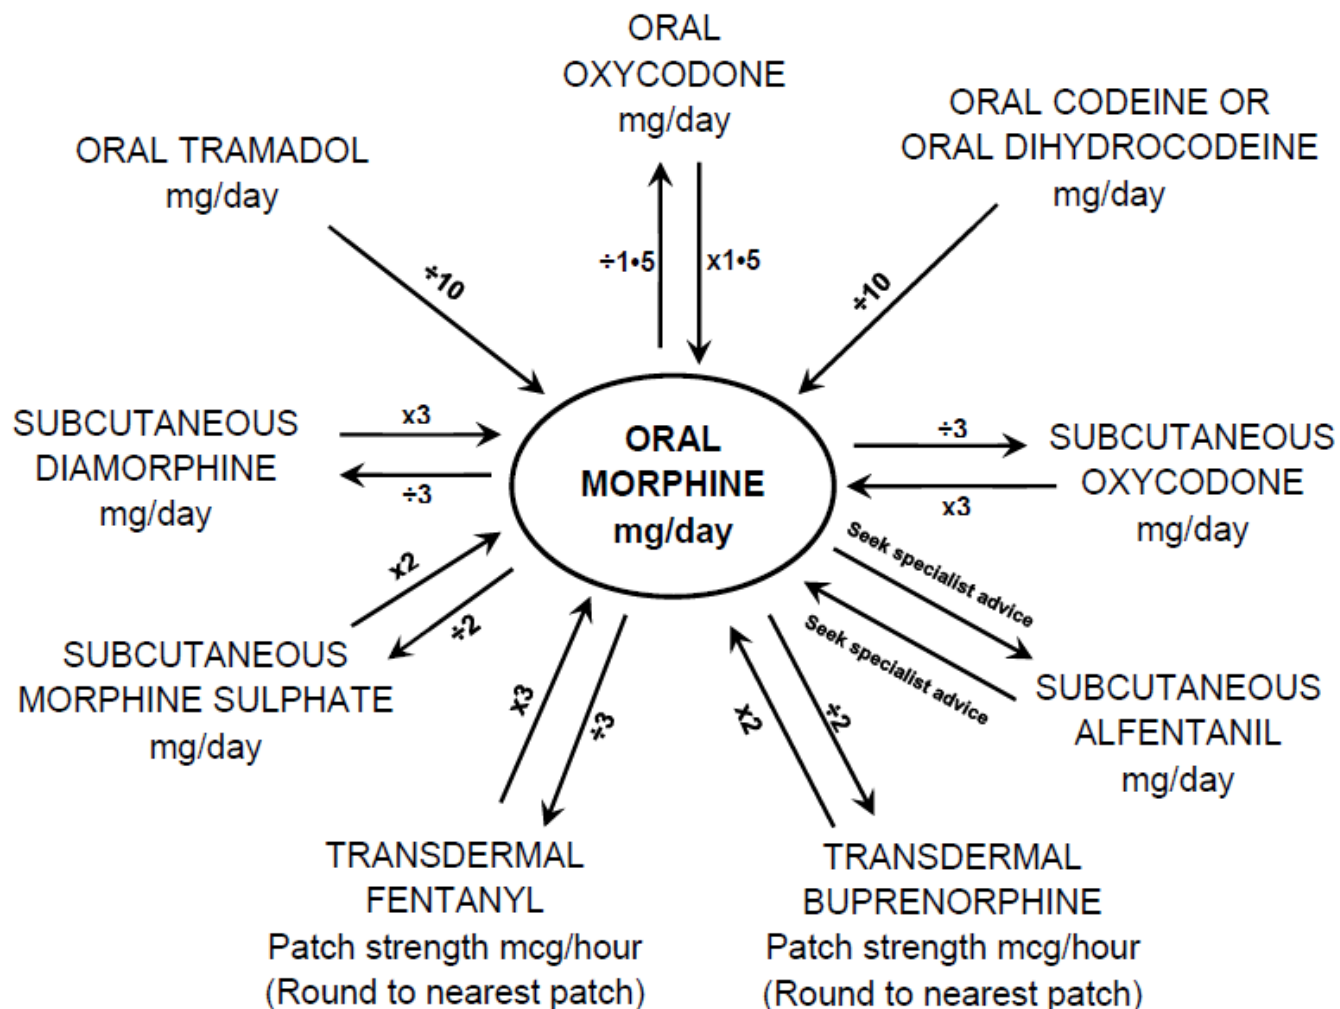 ORAL
OXYCODONE
mg/day
ORAL CODEINE OR
ORAL DIHYDROCODEINE
mg/day
ORAL TRAMADOL
mg/day
÷10
÷1•5
x1•5
÷10
SUBCUTANEOUS
DIAMORPHINE
mg/day
x3
÷3
ORAL
MORPHINE
mg/day
÷3
x3
SUBCUTANEOUS
OXYCODONE
mg/day
x2
÷2
SUBCUTANEOUS
MORPHINE SULPHATE
mg/day
x3
÷3
x2
÷2
Seek specialist advice
Seek specialist advice
SUBCUTANEOUS
ALFENTANIL
mg/day
TRANSDERMAL
FENTANYL
Patch strength mcg/hour
(Round to nearest patch)
TRANSDERMAL
BUPRENORPHINE
Patch strength mcg/hour
(Round to nearest patch)